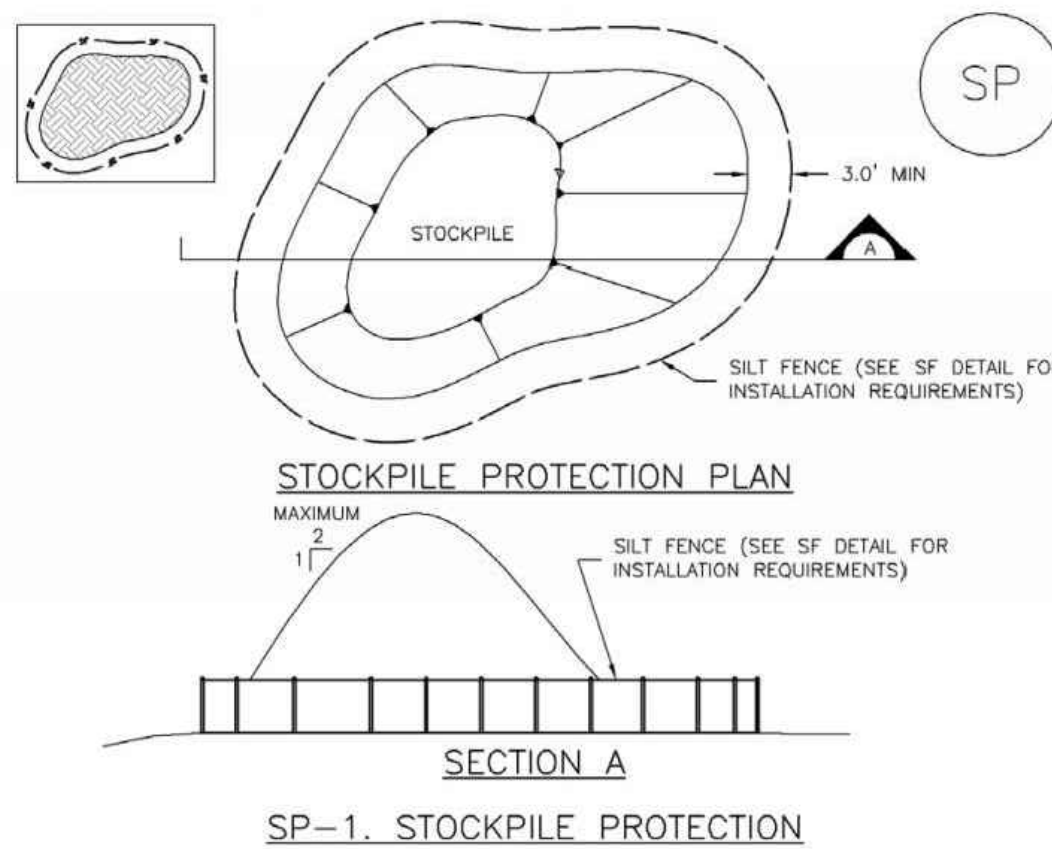 SP
3.0' MIN
STOCKPILE
A
SILT FENCE (SEE SF DETAIL FO
INSTALLATION REQUIREMENTS)
STOCKPILE PROTECTION PLAN
MAXIMUM
2
1
SILT FENCE (SEE SF DETAIL FOR
INSTALLATION REQUIREMENTS)
SECTION A
SP-1. STOCKPILE PROTECTION